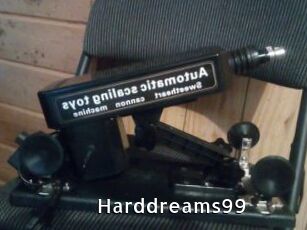 Automatic scaling toys
Sweetheart cannon machine
Harddreams99